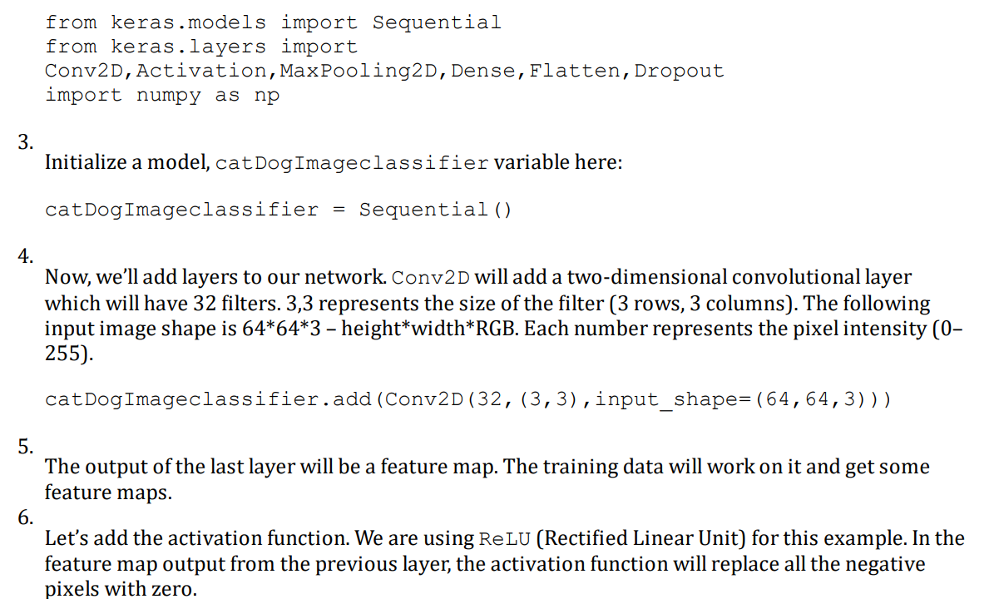 from keras.models import Sequential
from keras.layers import
Conv2D,Activation,MaxPooling2D,Dense,Flatten,Dropout
import numpy as np
3.
Initialize a model, catDogImageclassifier variable here:
catDogImageclassifier = Sequential()
4.
Now, we’ll add layers to our network. Conv2D will add a two-dimensional convolutional layer
which will have 32 filters. 3,3 represents the size of the filter (3 rows, 3 columns). The following
input image shape is 64*64*3 – height*width*RGB. Each number represents the pixel intensity (0–
255).
catDogImageclassifier.add(Conv2D(32,(3,3),input_shape=(64,64,3)))
5.
The output of the last layer will be a feature map. The training data will work on it and get some
feature maps.
6.
Let’s add the activation function. We are using ReLU (Rectified Linear Unit) for this example. In the
feature map output from the previous layer, the activation function will replace all the negative
pixels with zero.